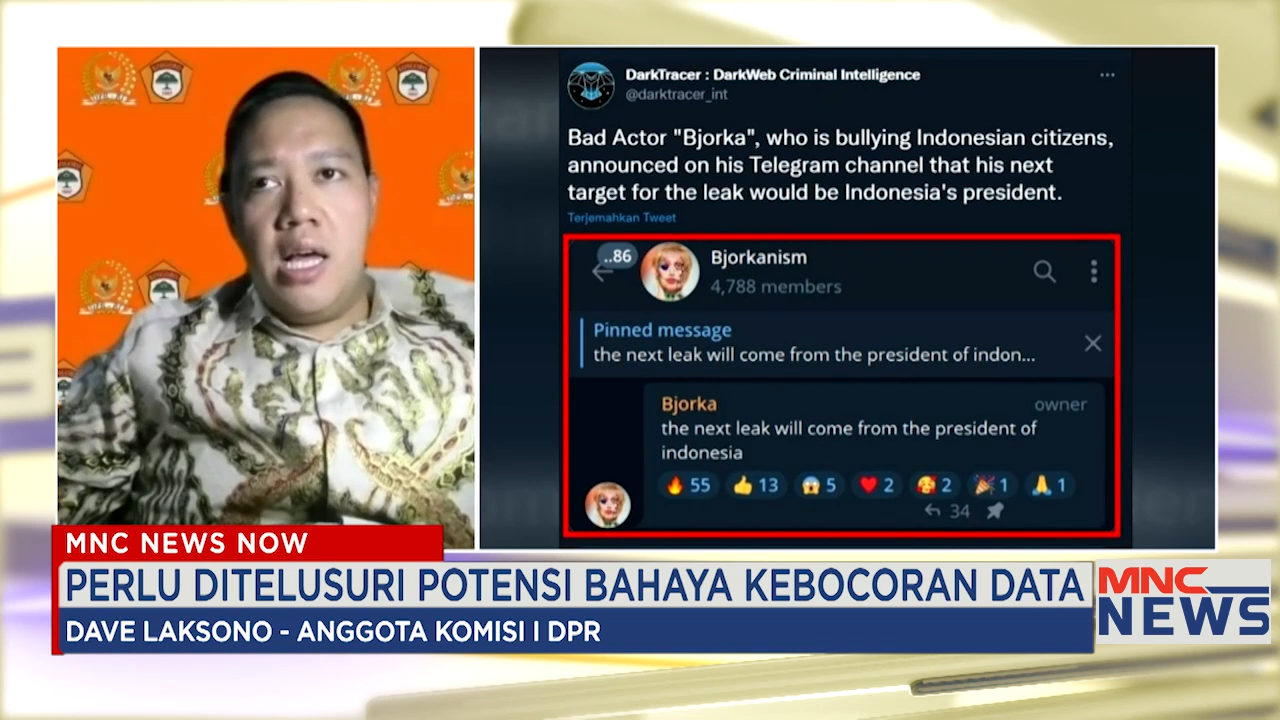 DarkTracer : DarkWeb Criminal Intelligence
@darktracer_int
Bad Actor "Bjorka", who is bullying Indonesian citizens,
announced on his Telegram channel that his next
target for the leak would be Indonesia's president.
Terjemahkan Tweet
..86
Bjorkanism
4,788 members
Pinned message
the next leak will come from the president of indon...
Bjorka
owner
the next leak will come from the president of
indonesia
🔥 55 👍 13 😱 5 ❤️ 2 🥰 2 🎉 1 🙏 1
34
MNC NEWS NOW
PERLU DITELUSURI POTENSI BAHAYA KEBOCORAN DATA
DAVE LAKSONO - ANGGOTA KOMISI I DPR
MNC
NEWS